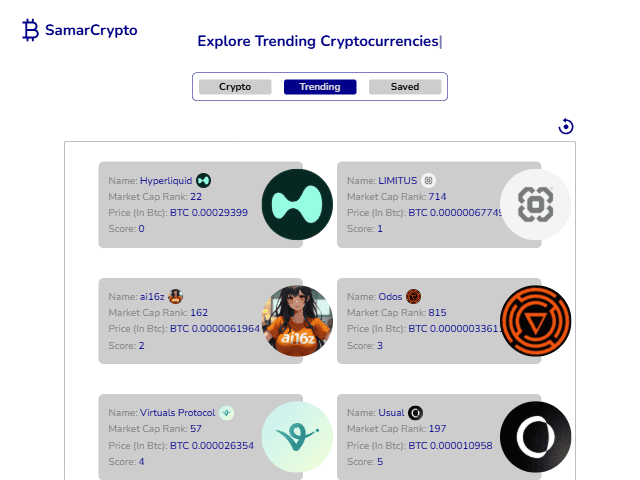 SamarCrypto
Explore Trending Cryptocurrencies|
Crypto
Trending
Saved
Name: Hyperliquid
Market Cap Rank: 22
Price (In Btc): BTC 0.00029399
Score: 0
Name: LIMITUS
Market Cap Rank: 714
Price (In Btc): BTC 0.0000006774
Score: 1
Name: ai16z
Market Cap Rank: 162
Price (In Btc): BTC 0.0000061964
Score: 2
ai16z
Name: Odos
Market Cap Rank: 815
Price (In Btc): BTC 0.0000003361
Score: 3
Name: Virtuals Protocol
Market Cap Rank: 57
Price (In Btc): BTC 0.000026354
Score: 4
Name: Usual
Market Cap Rank: 197
Price (In Btc): BTC 0.000010958
Score: 5